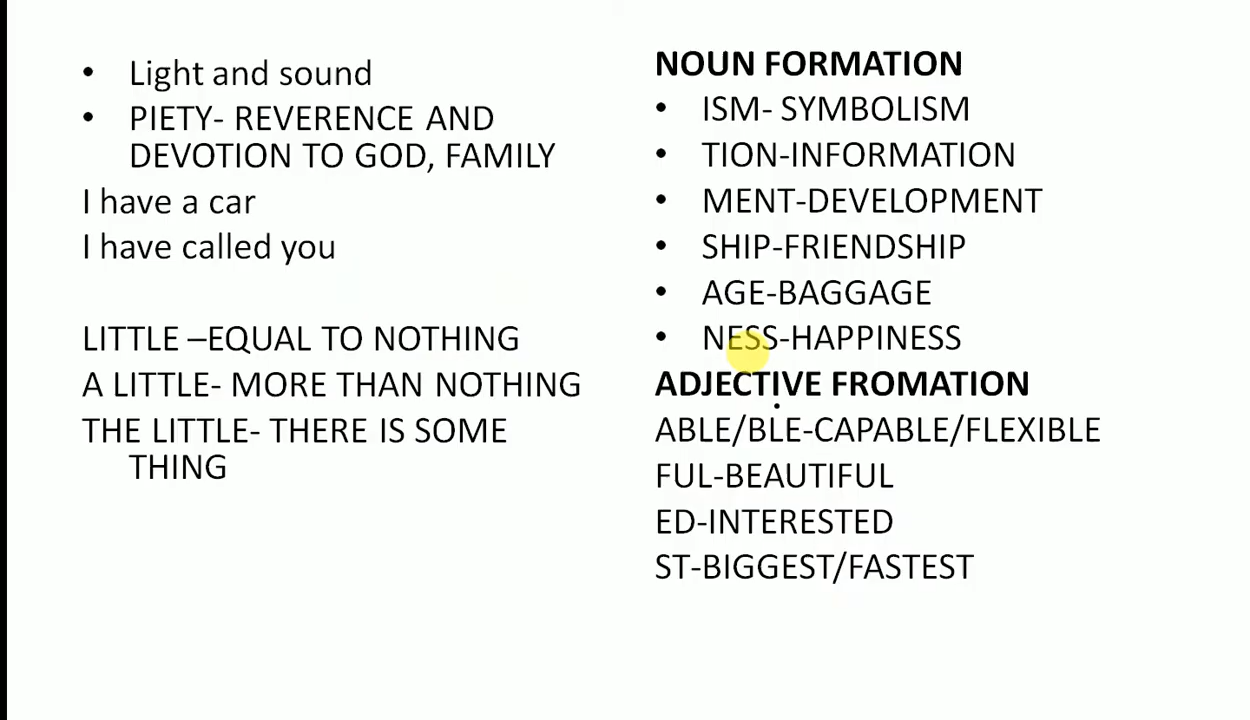 • Light and sound
• PIETY- REVERENCE AND
DEVOTION TO GOD, FAMILY
I have a car
I have called you
LITTLE –EQUAL TO NOTHING
A LITTLE- MORE THAN NOTHING
THE LITTLE- THERE IS SOME
THING
NOUN FORMATION
• ISM- SYMBOLISM
• TION-INFORMATION
• MENT-DEVELOPMENT
• SHIP-FRIENDSHIP
• AGE-BAGGAGE
• NESS-HAPPINESS
ADJECTIVE FROMATION
ABLE/BLE-CAPABLE/FLEXIBLE
FUL-BEAUTIFUL
ED-INTERESTED
ST-BIGGEST/FASTEST